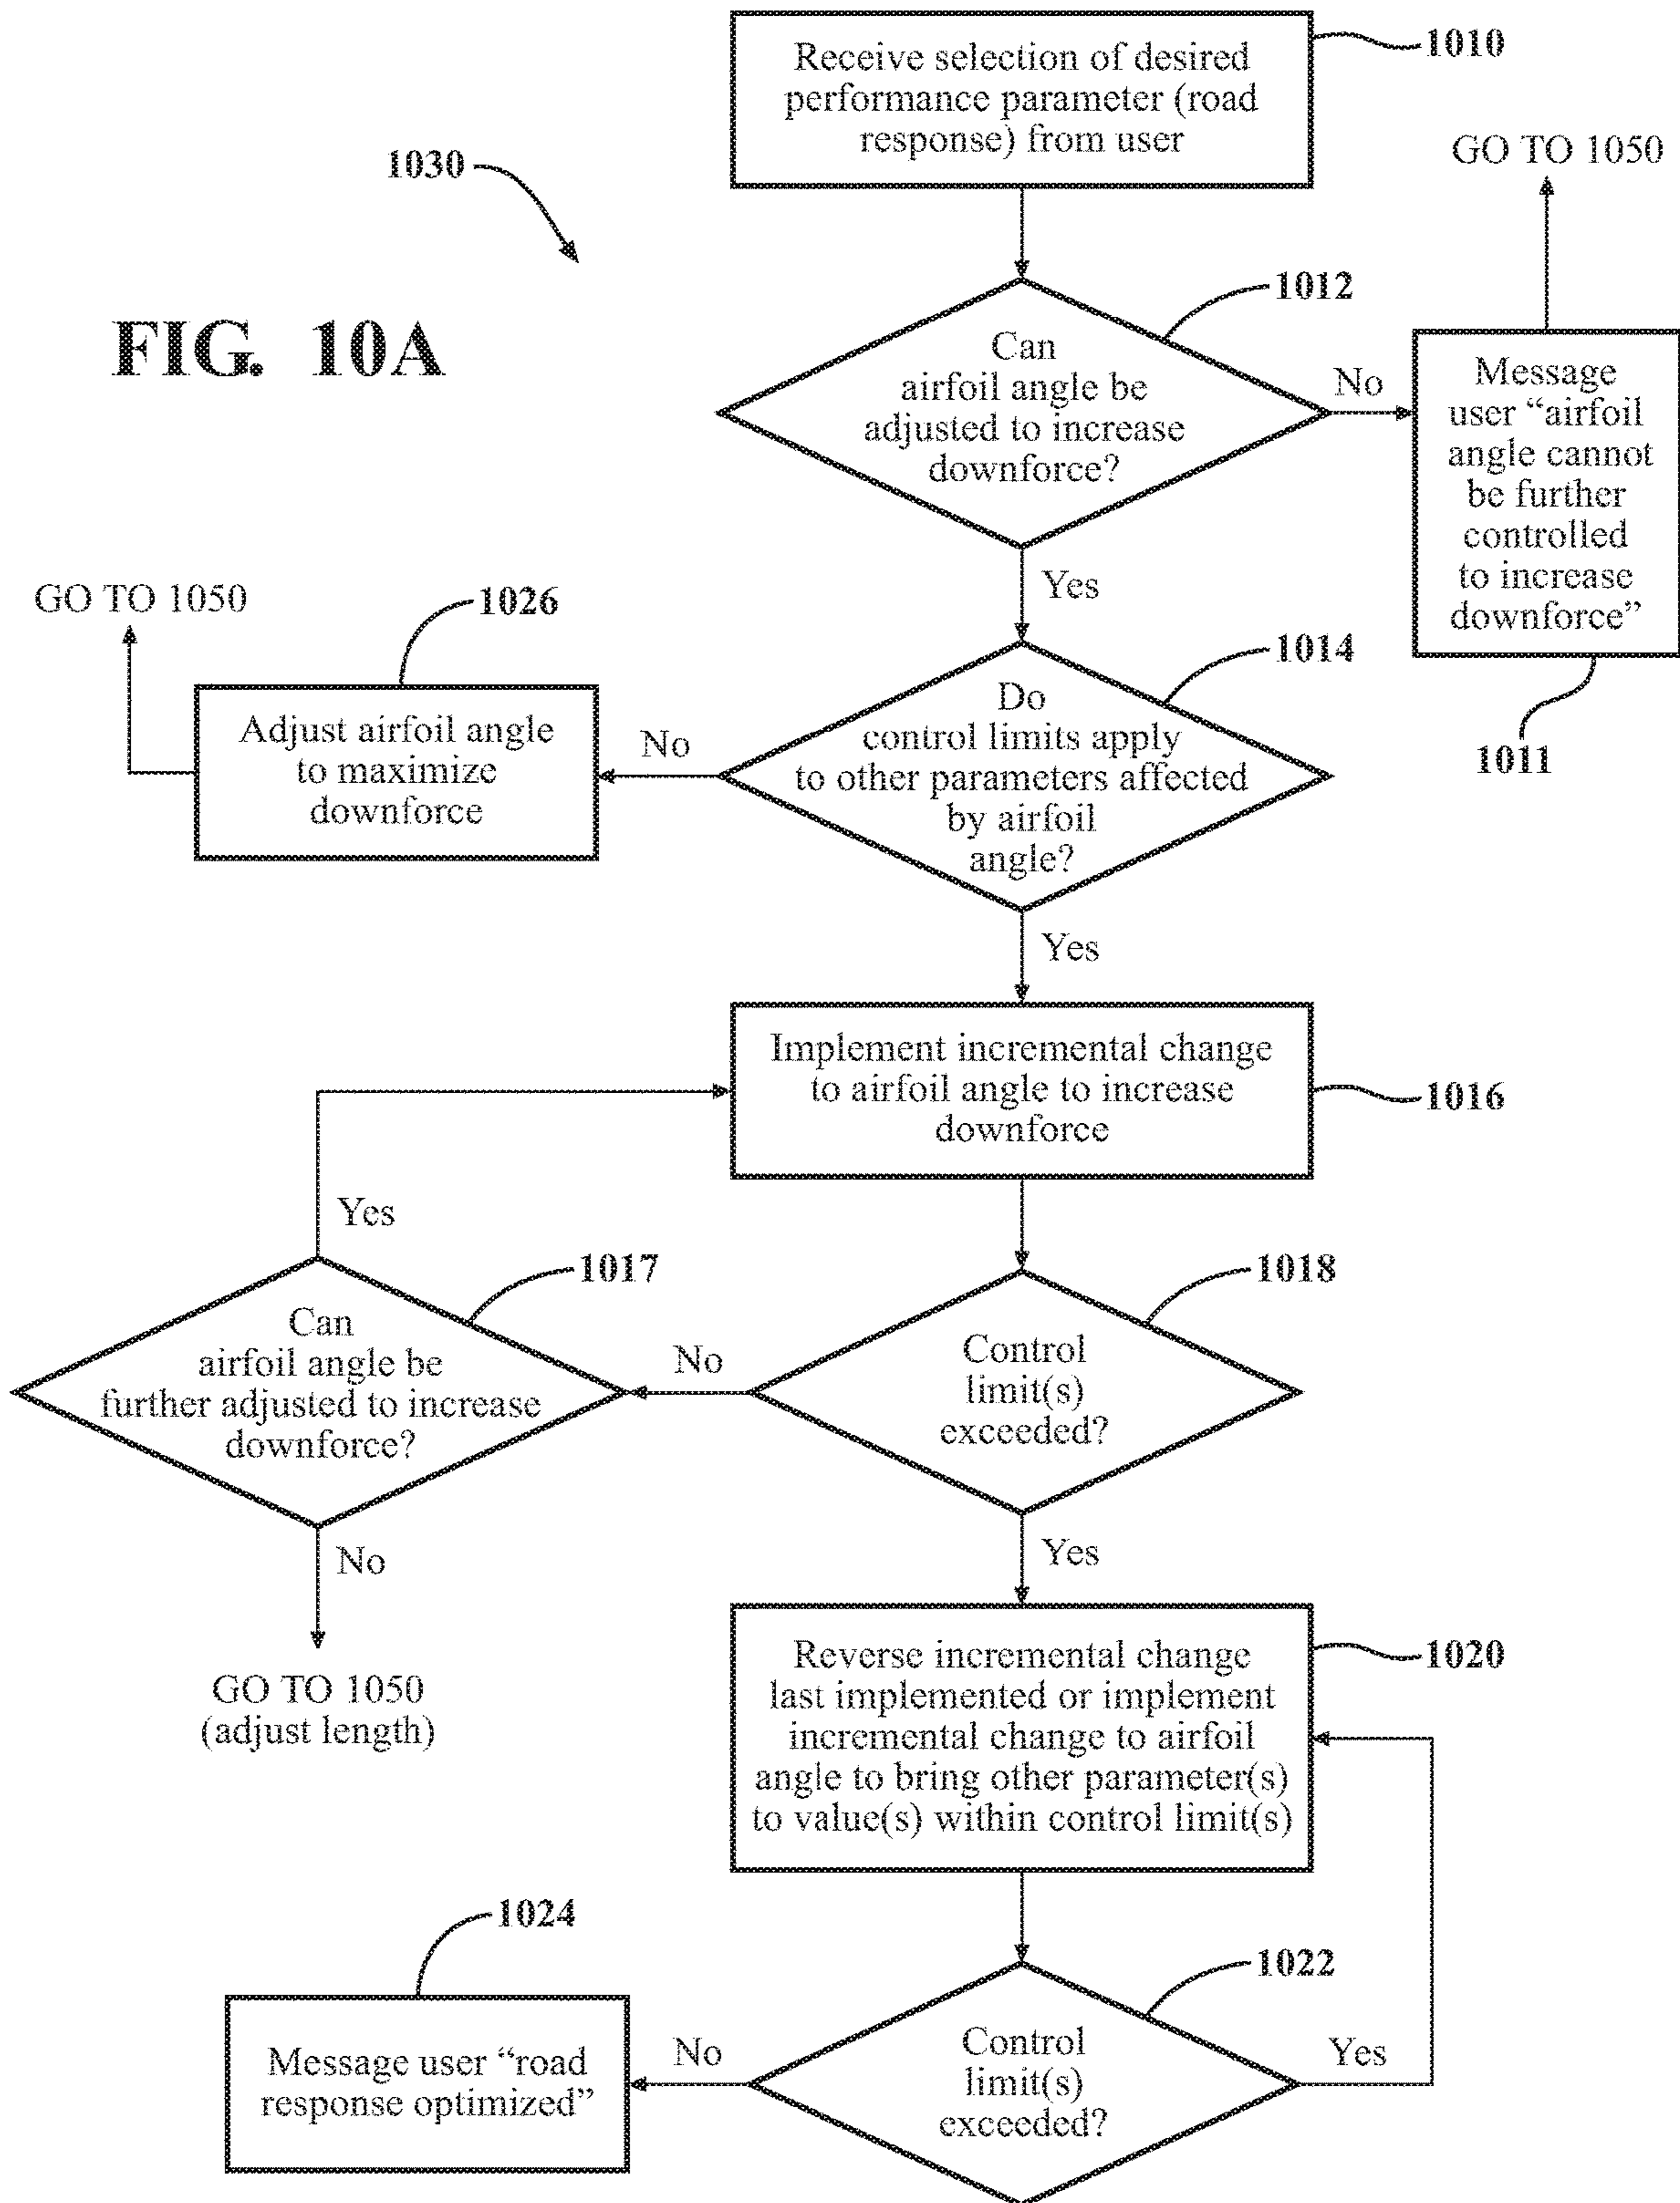 Receive selection of desired
performance parameter (road
response) from user
1010
1030
GO TO 1050
FIG. 10A
1012
Can
airfoil angle be
adjusted to increase
downforce?
No
Message
user “airfoil
angle cannot
be further
controlled
to increase
downforce”
1011
Yes
GO TO 1050
1026
Adjust airfoil angle
to maximize
downforce
No
1014
Do
control limits apply
to other parameters affected
by airfoil
angle?
Yes
Implement incremental change
to airfoil angle to increase
downforce
1016
Yes
1017
Can
airfoil angle be
further adjusted to increase
downforce?
No
1018
Control
limit(s)
exceeded?
No
GO TO 1050
(adjust length)
Yes
Reverse incremental change
last implemented or implement
incremental change to airfoil
angle to bring other parameter(s)
to value(s) within control limit(s)
1020
1024
Message user “road
response optimized”
No
1022
Control
limit(s)
exceeded?
Yes